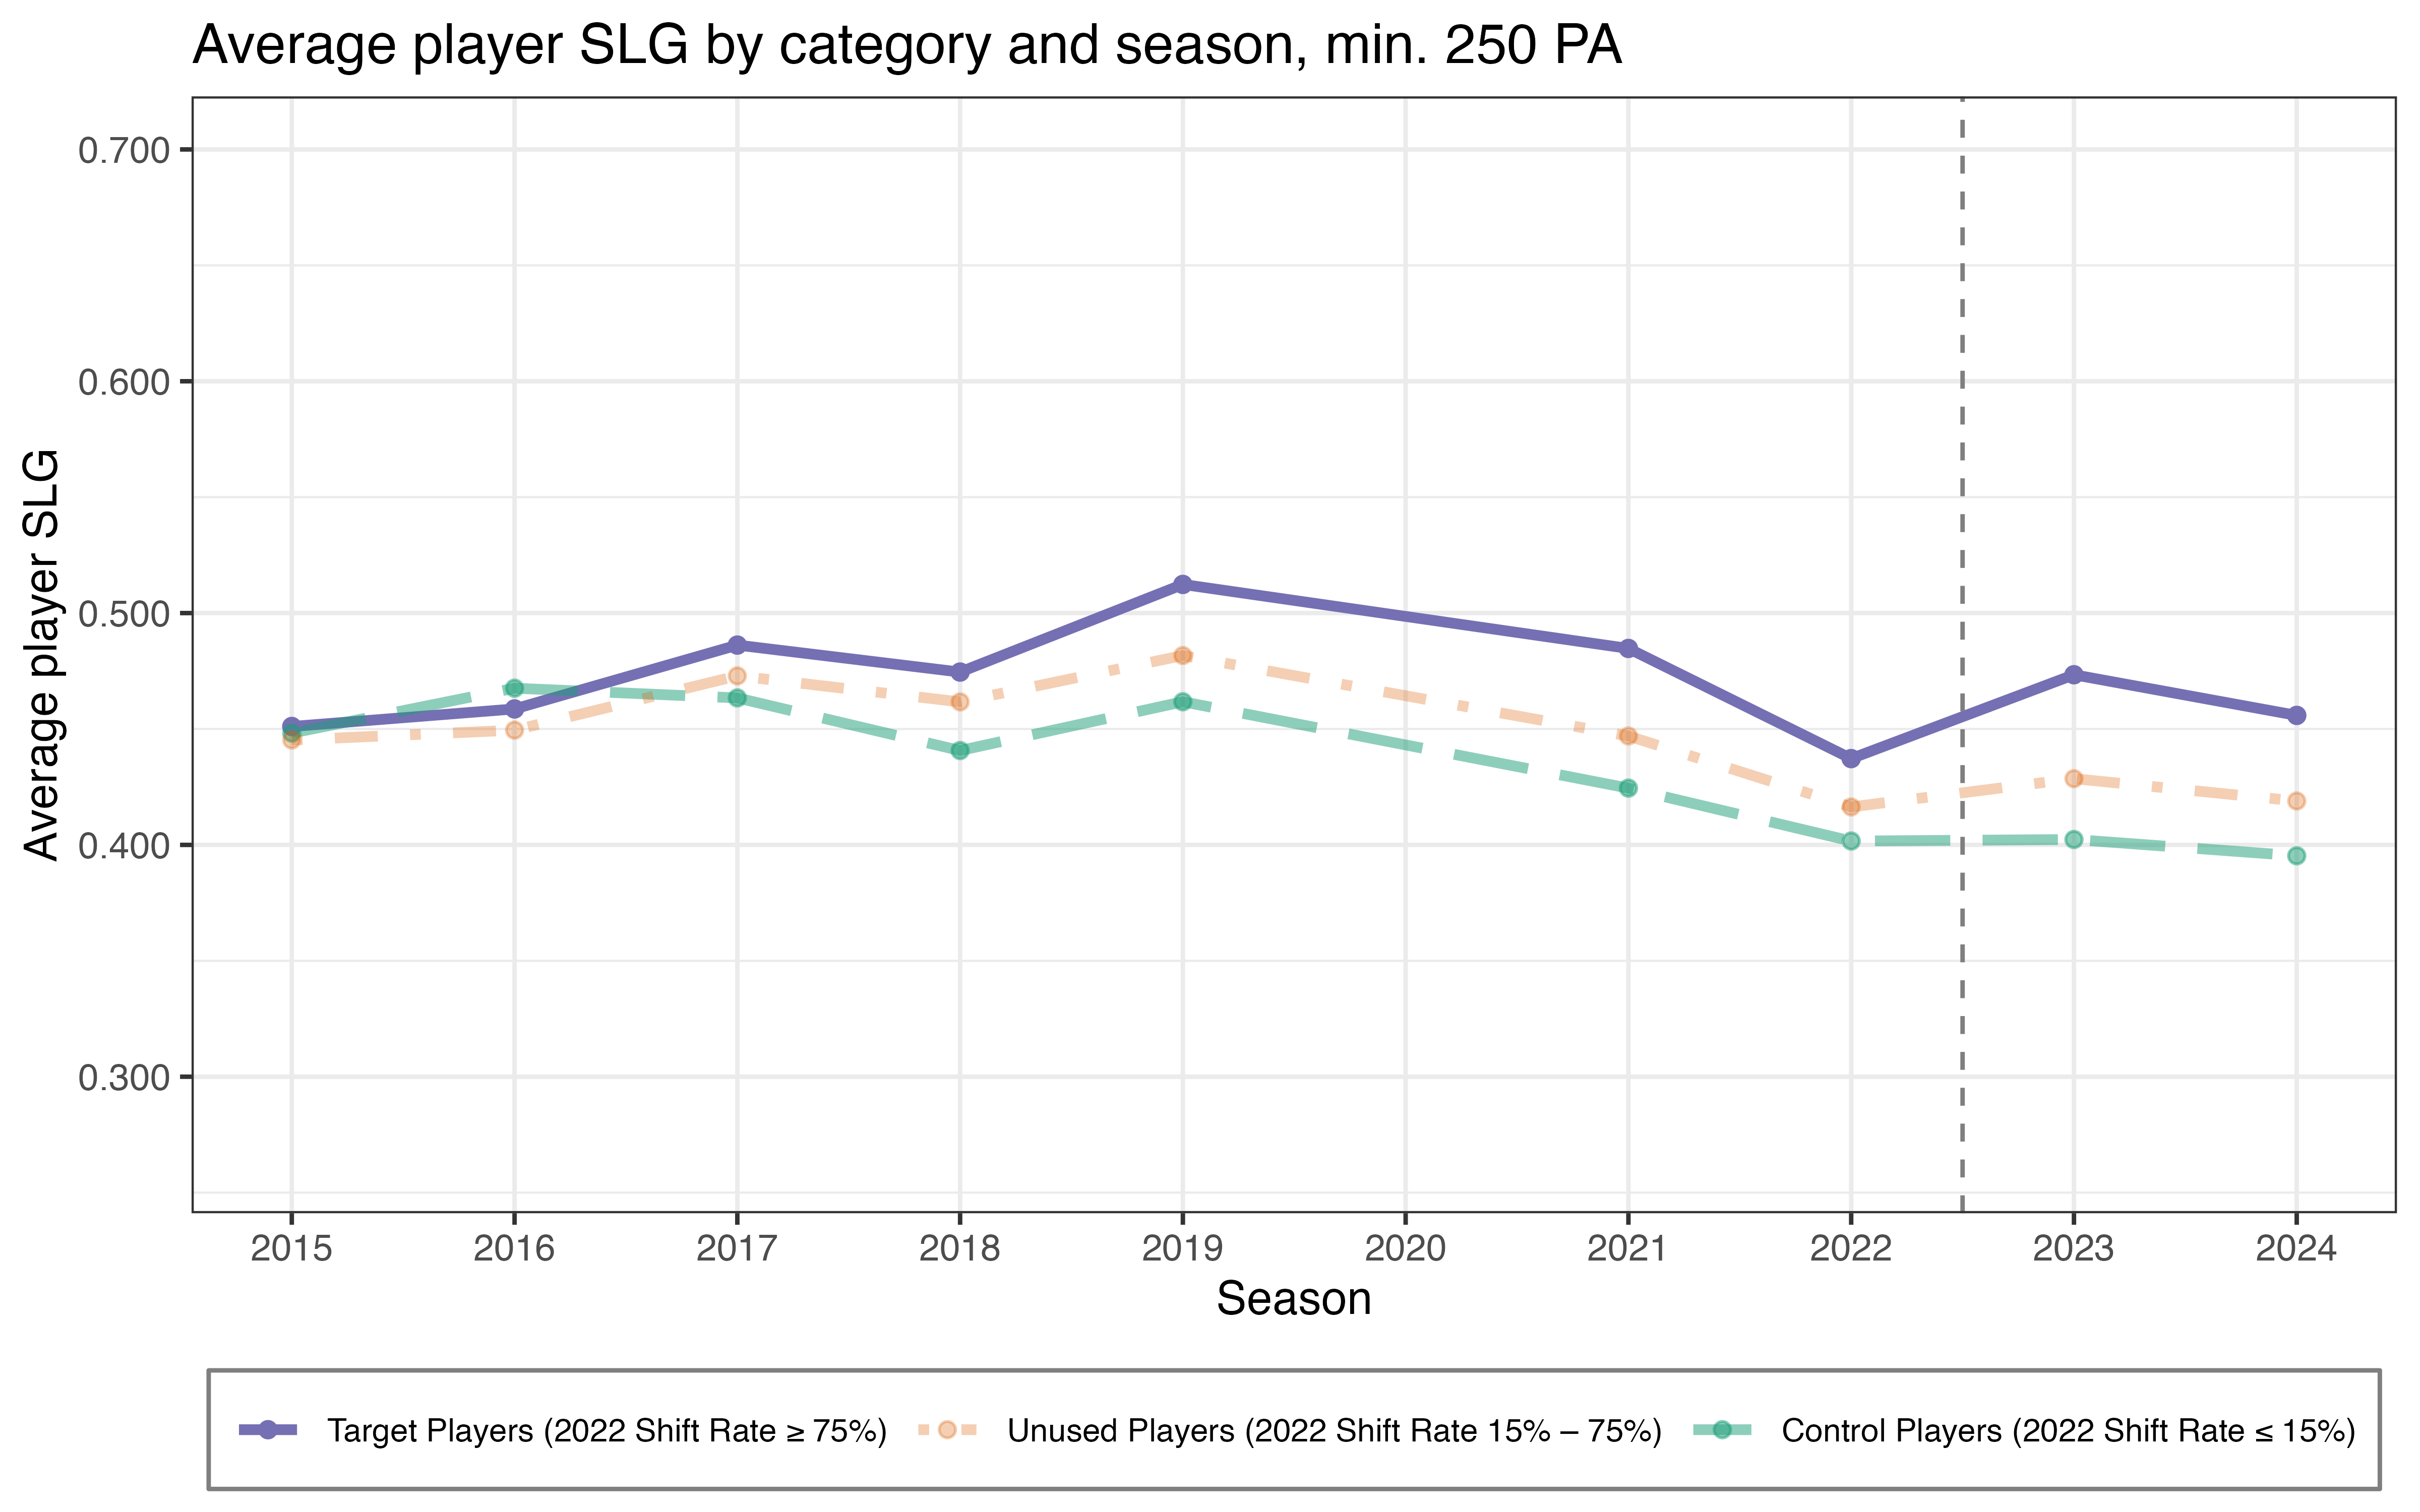 Average player SLG by category and season, min. 250 PA
Average player SLG
0.700
0.600
0.500
0.400
0.300
2015 2016 2017 2018 2019 2020 2021 2022 2023 2024
Season
Target Players (2022 Shift Rate ≥ 75%) Unused Players (2022 Shift Rate 15% – 75%) Control Players (2022 Shift Rate ≤ 15%)